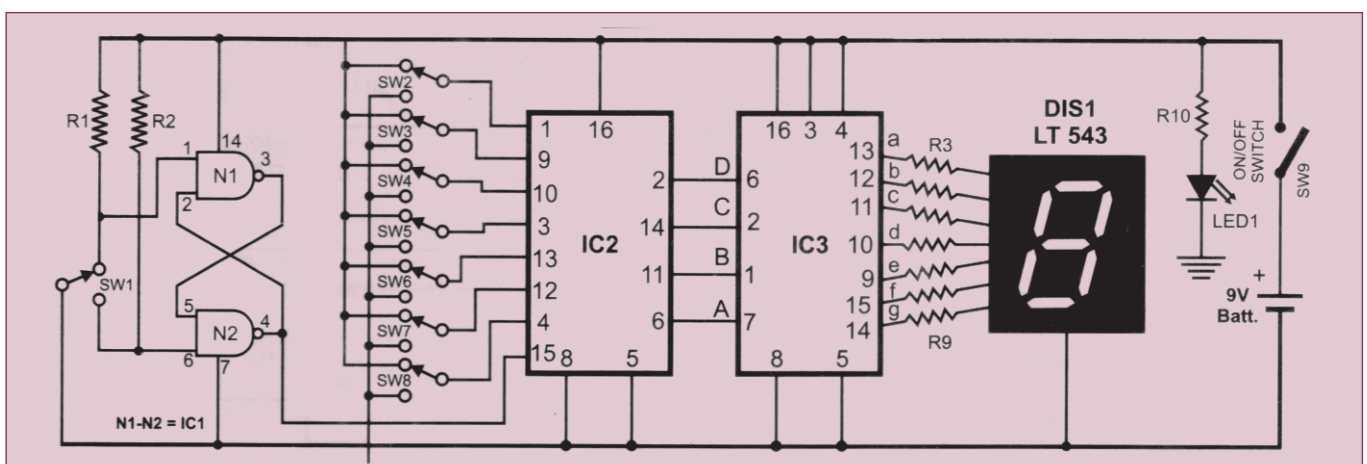 R1
R2
1
14
3
N1
2
5
N2
4
6
7
SW1
N1-N2 = IC1
SW2
SW3
SW4
SW5
SW6
SW7
SW8
1
16
9
10
2
3
14
IC2
13
11
12
6
4
15
8
5
D
C
B
A
16
3
4
6
13
12
2
11
IC3
10
1
9
7
15
14
8
5
a
R3
b
c
d
e
f
g
R9
DIS1
LT 543
R10
LED1
ON/OFF
SWITCH
SW9
+
9V
Batt.